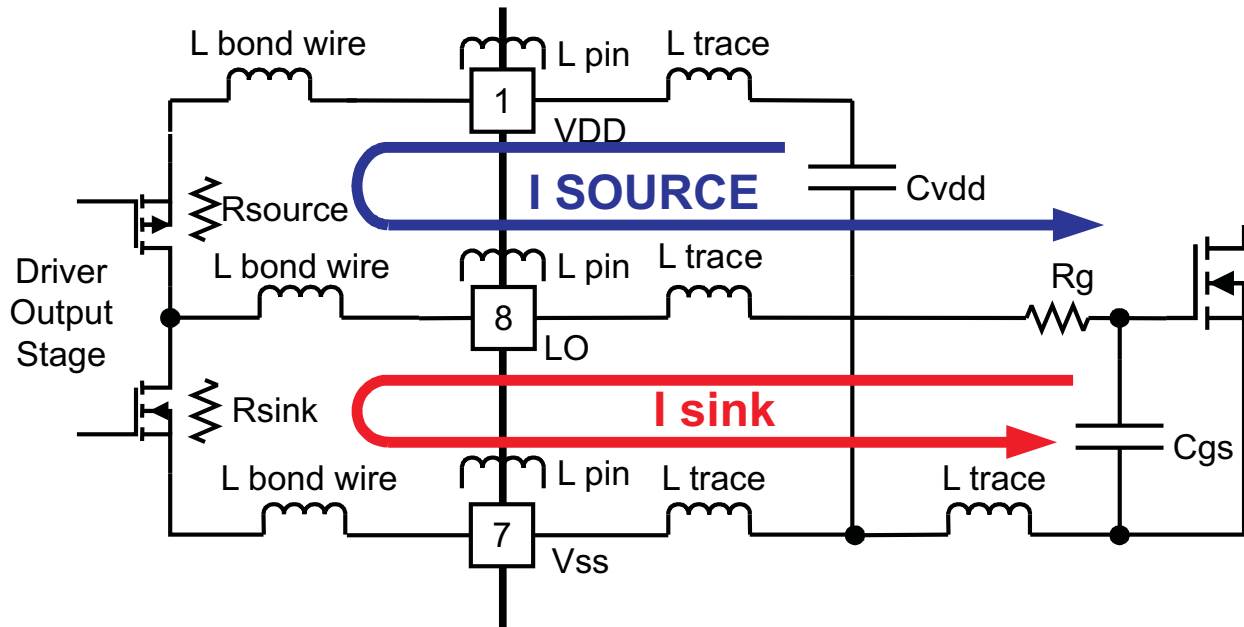 L bond wire
L pin
L trace
1
VDD
I SOURCE
Cvdd
Rsource
L bond wire
L pin
L trace
Rg
Driver
Output
Stage
8
LO
Rsink
I sink
Cgs
L bond wire
L pin
L trace
L trace
7
Vss